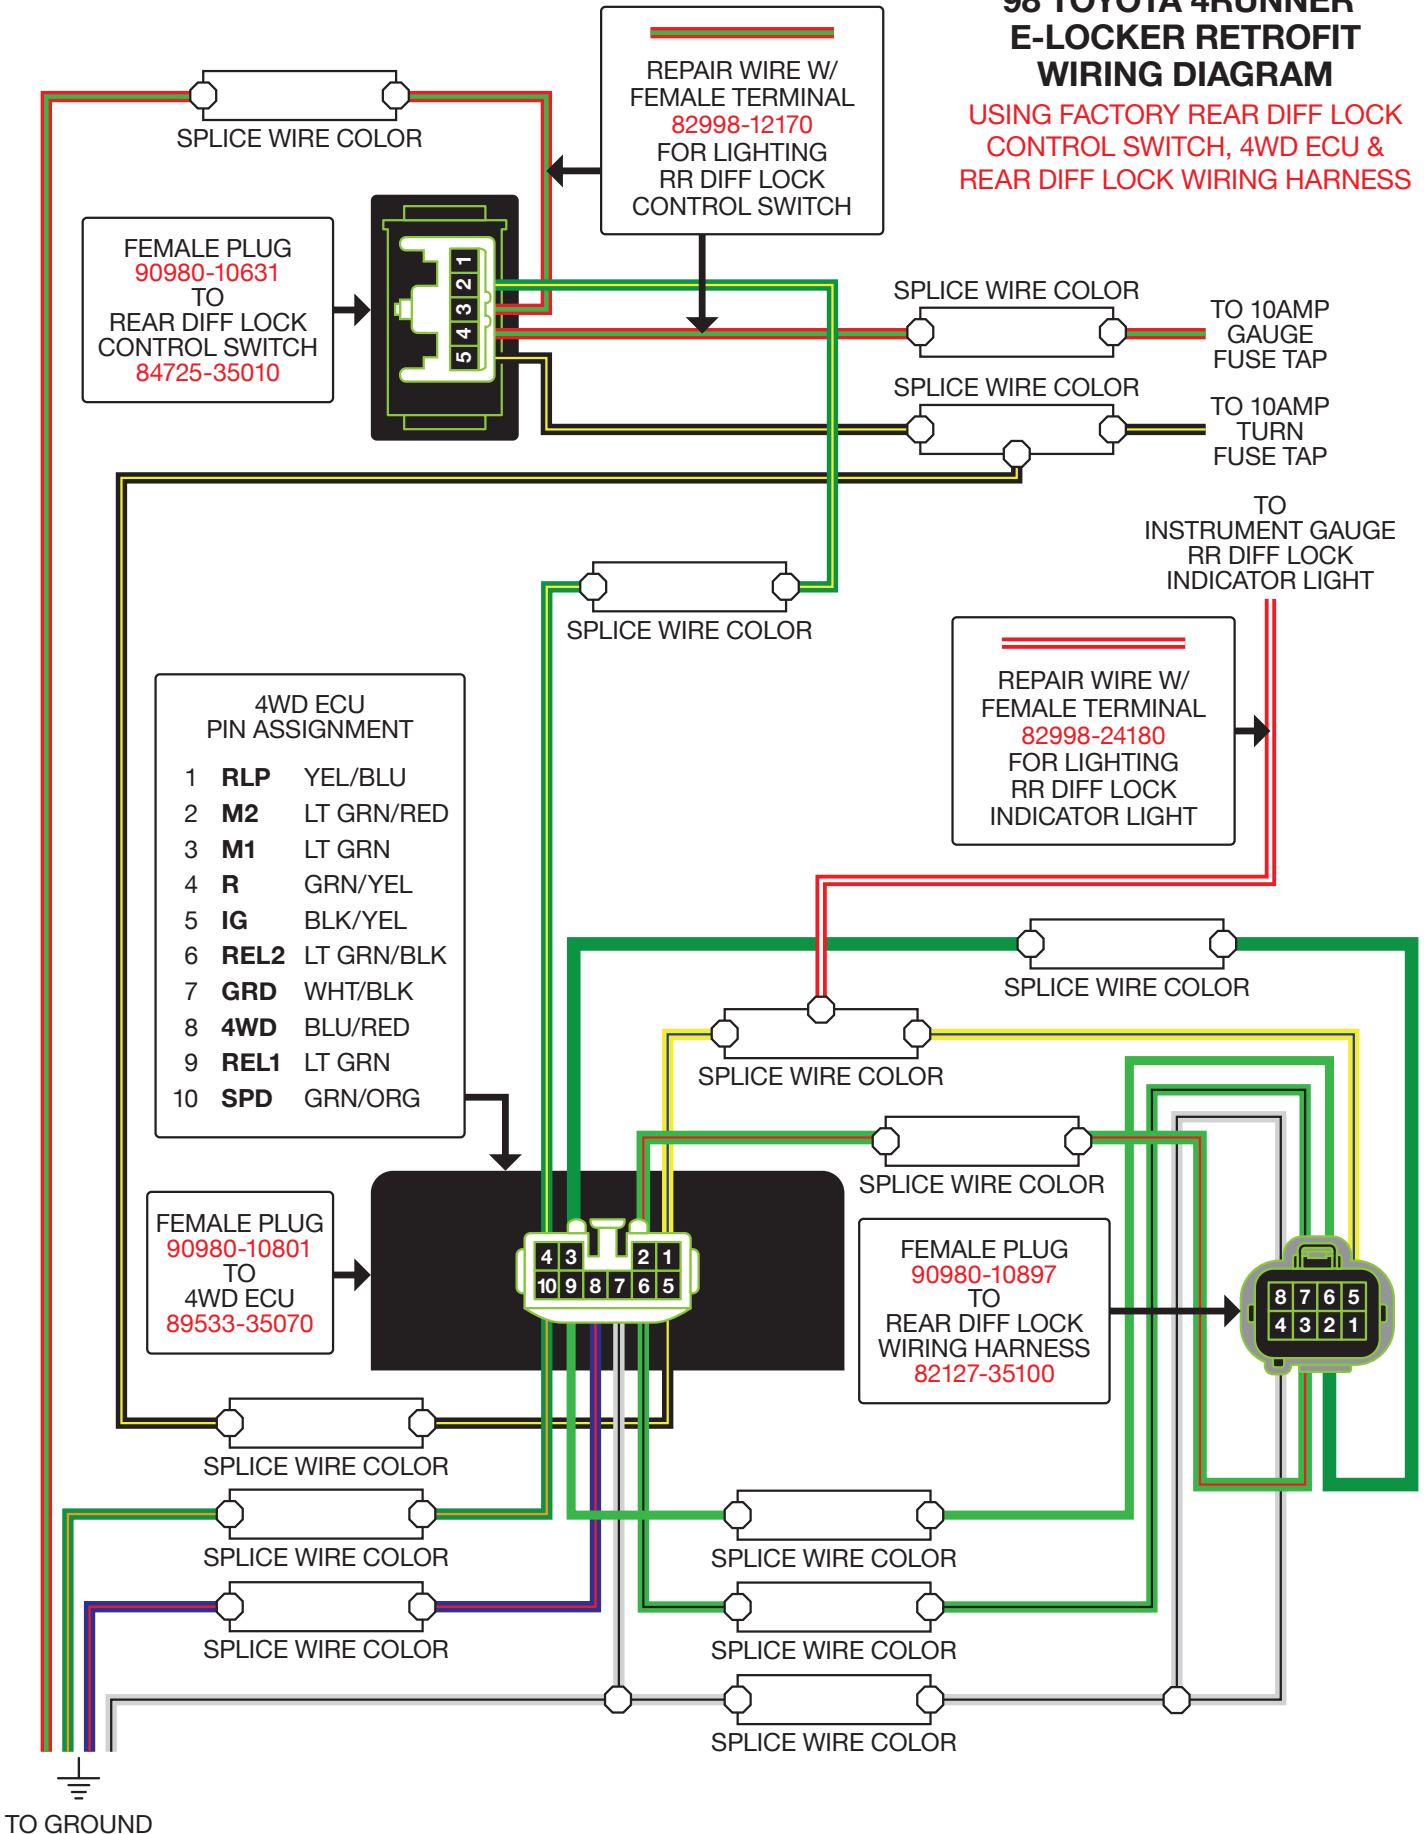 98 TOYOTA 4RUNNER
E-LOCKER RETROFIT
WIRING DIAGRAM
USING FACTORY REAR DIFF LOCK
CONTROL SWITCH, 4WD ECU &
REAR DIFF LOCK WIRING HARNESS
REPAIR WIRE W/
FEMALE TERMINAL
82998-12170
FOR LIGHTING
RR DIFF LOCK
CONTROL SWITCH
SPLICE WIRE COLOR
FEMALE PLUG
90980-10631
TO
REAR DIFF LOCK
CONTROL SWITCH
84725-35010
1
2
3
4
5
SPLICE WIRE COLOR
TO 10AMP
GAUGE
FUSE TAP
SPLICE WIRE COLOR
TO 10AMP
TURN
FUSE TAP
TO
INSTRUMENT GAUGE
RR DIFF LOCK
INDICATOR LIGHT
SPLICE WIRE COLOR
REPAIR WIRE W/
FEMALE TERMINAL
82998-24180
FOR LIGHTING
RR DIFF LOCK
INDICATOR LIGHT
4WD ECU
PIN ASSIGNMENT
1 RLP YEL/BLU
2 M2 LT GRN/RED
3 M1 LT GRN
4 R GRN/YEL
5 IG BLK/YEL
6 REL2 LT GRN/BLK
7 GRD WHT/BLK
8 4WD BLU/RED
9 REL1 LT GRN
10 SPD GRN/ORG
SPLICE WIRE COLOR
SPLICE WIRE COLOR
SPLICE WIRE COLOR
FEMALE PLUG
90980-10801
TO
4WD ECU
89533-35070
4 3 2 1
10 9 8 7 6 5
FEMALE PLUG
90980-10897
TO
REAR DIFF LOCK
WIRING HARNESS
82127-35100
8 7 6 5
4 3 2 1
SPLICE WIRE COLOR
SPLICE WIRE COLOR
SPLICE WIRE COLOR
SPLICE WIRE COLOR
SPLICE WIRE COLOR
SPLICE WIRE COLOR
TO GROUND